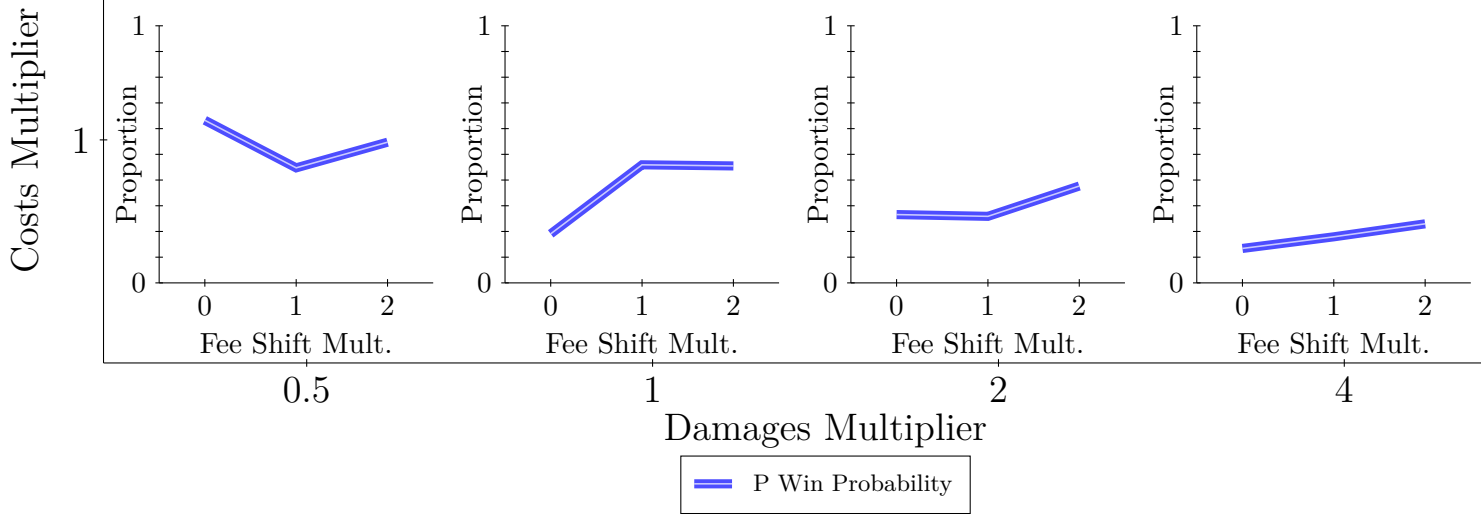 Costs Multiplier
1
1
Proportion
0
0 1 2
Fee Shift Mult.
1
Proportion
0
0 1 2
Fee Shift Mult.
1
Proportion
0
0 1 2
Fee Shift Mult.
1
Proportion
0
0 1 2
Fee Shift Mult.
0.5 1 2 4
Damages Multiplier
P Win Probability